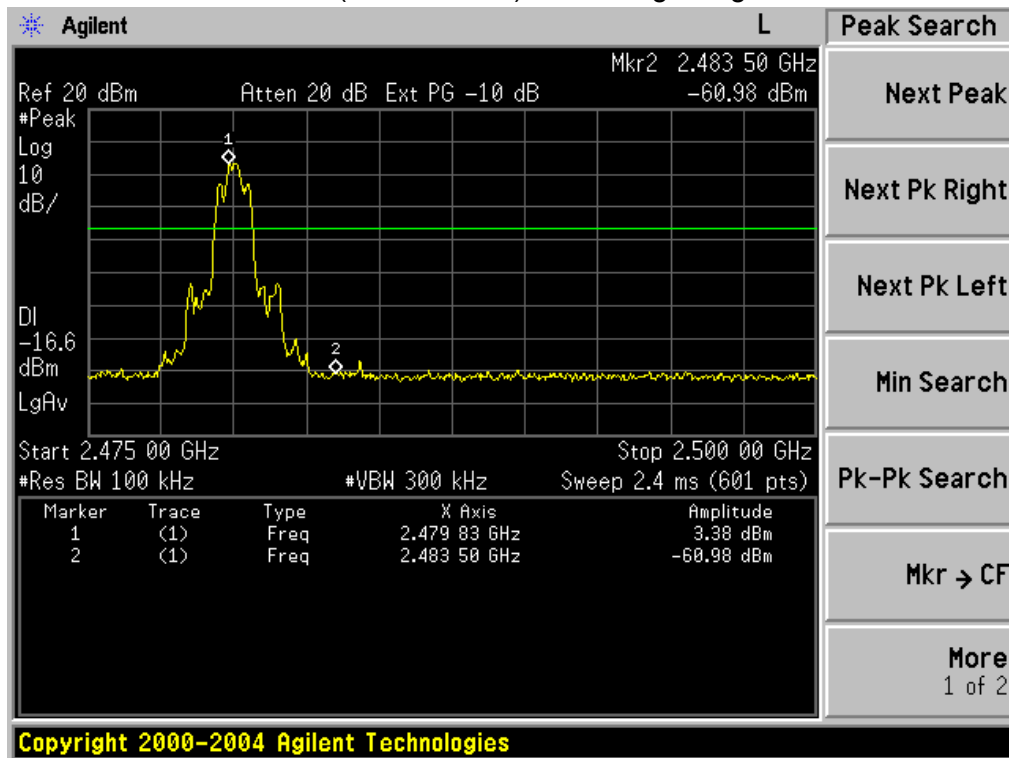 Agilent L Peak Search
Mkr2 2.483 50 GHz
Ref 20 dBm Atten 20 dB Ext PG -10 dB -60.98 dBm
#Peak
Log
10
dB/
1
2
DI
-16.6
dBm
LgAv
Start 2.475 00 GHz Stop 2.500 00 GHz
#Res BW 100 kHz #VBW 300 kHz Sweep 2.4 ms (601 pts)
Marker Trace Type X Axis Amplitude
1 (1) Freq 2.479 83 GHz 3.38 dBm
2 (1) Freq 2.483 50 GHz -60.98 dBm
Next Peak
Next Pk Right
Next Pk Left
Min Search
Pk-Pk Search
Mkr → CF
More
1 of 2
Copyright 2000-2004 Agilent Technologies